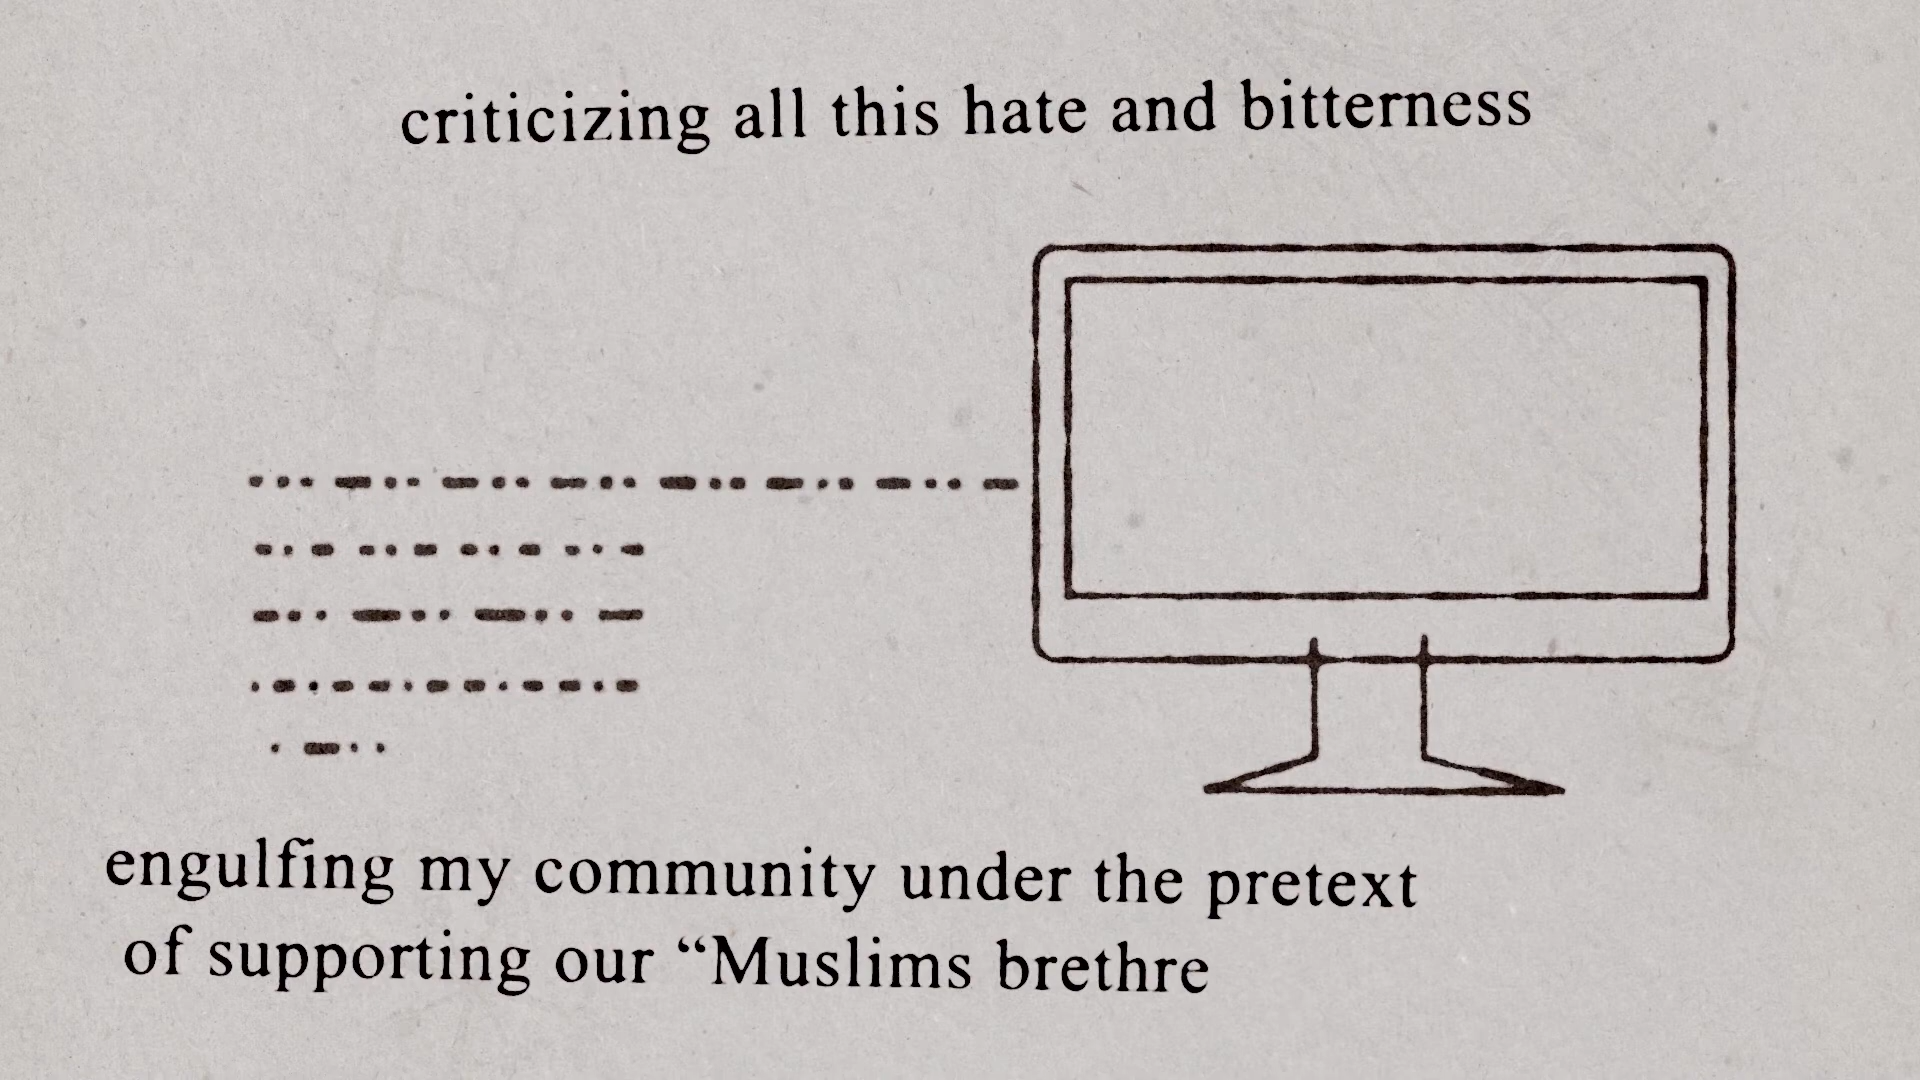 criticizing all this hate and bitterness
engulfing my community under the pretext
of supporting our “Muslims brethre